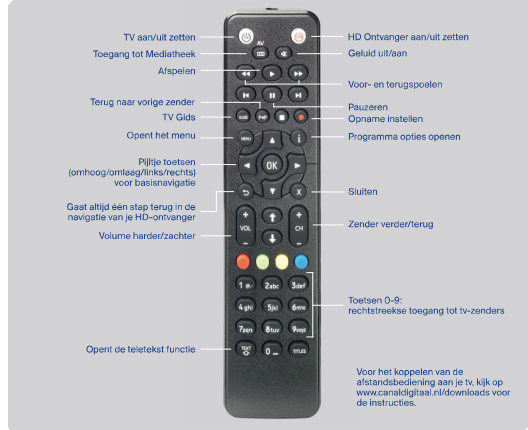 TV aan/uit zetten
HD Ontvanger aan/uit zetten
AV
Toegang tot Mediatheek
Geluid uit/aan
Afspelen
Voor- en terugspoelen
Terug naar vorige zender
Pauzeren
TV Gids
GUIDE
Opname instellen
Opent het menu
MENU
i
Programma opties openen
Pijltje toetsen
(omhoog/omlaag/links/rechts)
voor basisnavigatie
OK
Gaat altijd één stap terug in de
navigatie van je HD-ontvanger
X
Sluiten
+ +
VOL CH
- -
Volume harder/zachter
Zender verder/terug
1 @.- 2abc 3def
4ghi 5jkl 6mno
7pqrs 8tuv 9wxyz
Toetsen 0-9:
rechtstreekse toegang tot tv-zenders
Opent de teletekst functie
TEXT 0 TITLES
Voor het koppelen van de
afstandsbediening aan je tv, kijk op
www.canaldigitaal.nl/downloads voor
de instructies.